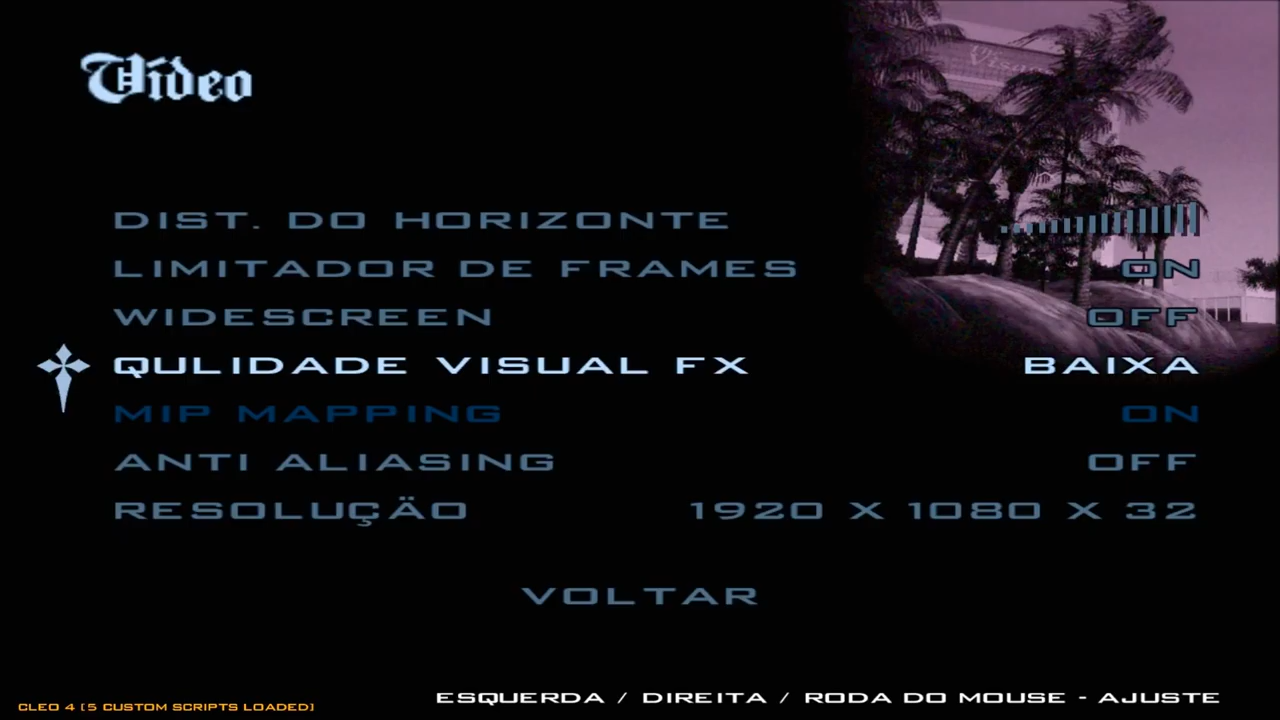 Vídeo
DIST. DO HORIZONTE
LIMITADOR DE FRAMES ON
WIDESCREEN OFF
QULIDADE VISUAL FX BAIXA
MIP MAPPING ON
ANTI ALIASING OFF
RESOLUÇÄO 1920 X 1080 X 32
VOLTAR
ESQUERDA / DIREITA / RODA DO MOUSE - AJUSTE
CLEO 4 (5 CUSTOM SCRIPTS LOADED)